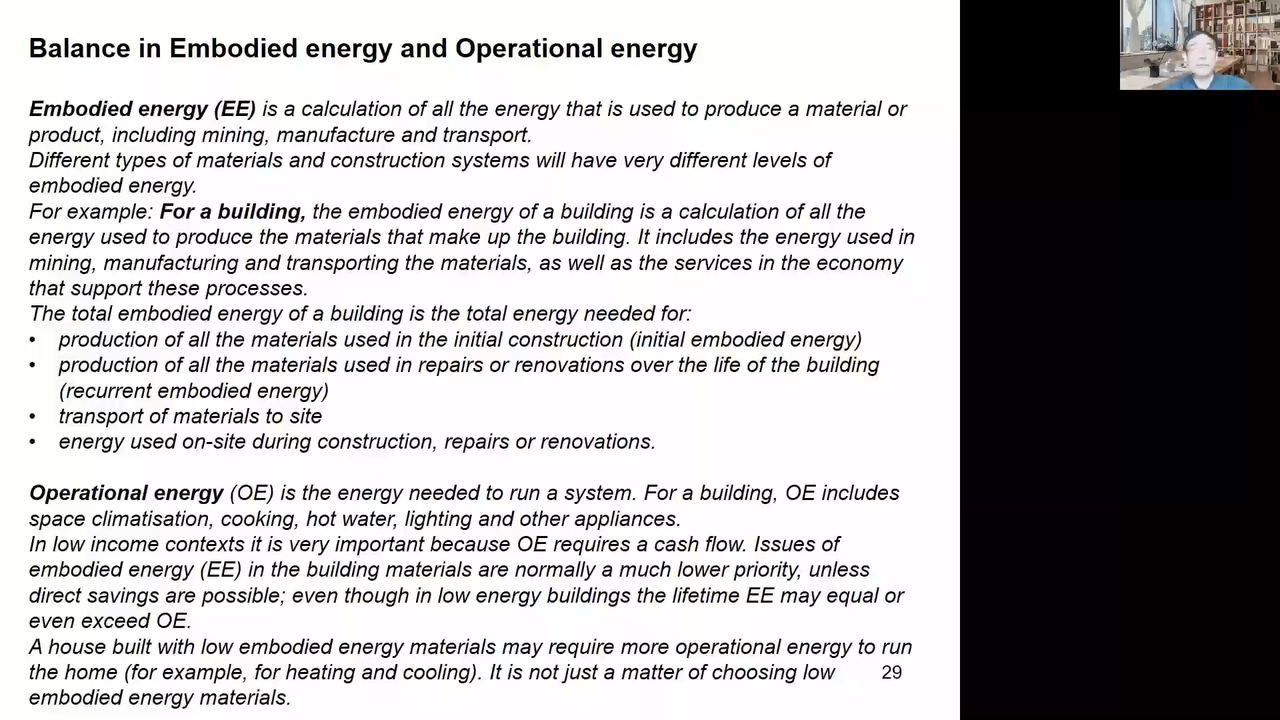 Balance in Embodied energy and Operational energy
Embodied energy (EE) is a calculation of all the energy that is used to produce a material or
product, including mining, manufacture and transport.
Different types of materials and construction systems will have very different levels of
embodied energy.
For example: For a building, the embodied energy of a building is a calculation of all the
energy used to produce the materials that make up the building. It includes the energy used in
mining, manufacturing and transporting the materials, as well as the services in the economy
that support these processes.
The total embodied energy of a building is the total energy needed for:
• production of all the materials used in the initial construction (initial embodied energy)
• production of all the materials used in repairs or renovations over the life of the building
(recurrent embodied energy)
• transport of materials to site
• energy used on-site during construction, repairs or renovations.
Operational energy (OE) is the energy needed to run a system. For a building, OE includes
space climatisation, cooking, hot water, lighting and other appliances.
In low income contexts it is very important because OE requires a cash flow. Issues of
embodied energy (EE) in the building materials are normally a much lower priority, unless
direct savings are possible; even though in low energy buildings the lifetime EE may equal or
even exceed OE.
A house built with low embodied energy materials may require more operational energy to run
the home (for example, for heating and cooling). It is not just a matter of choosing low
embodied energy materials.
29